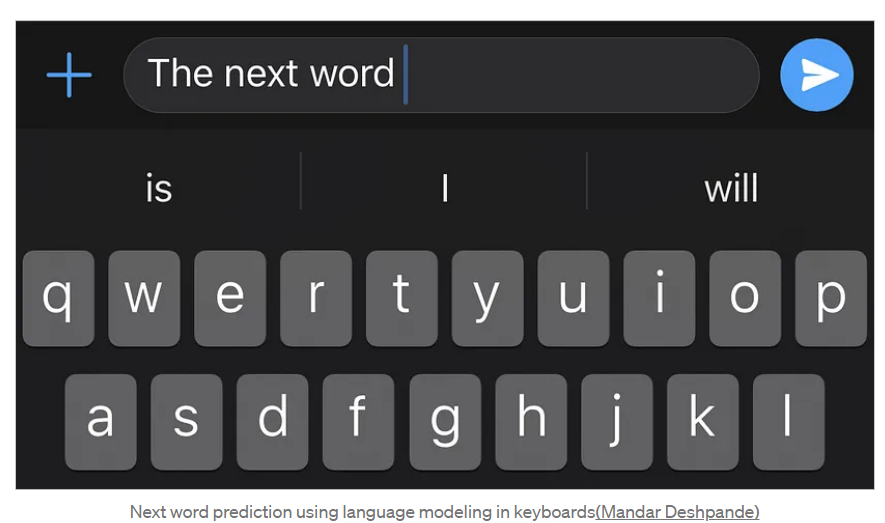 The next word
is I will
q w e r t y u i o p
a s d f g h j k l
Next word prediction using language modeling in keyboards(Mandar Deshpande)